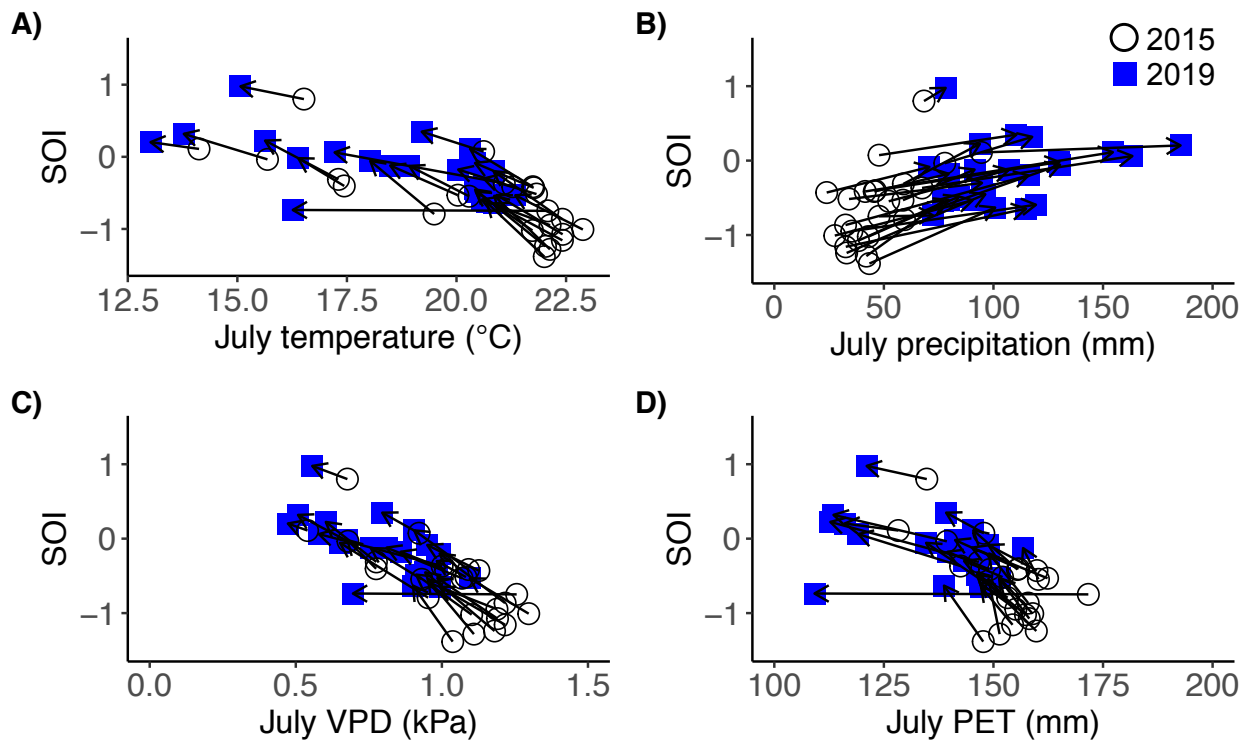 A)
SOI
1
0
−1
12.5 15.0 17.5 20.0 22.5
July temperature (°C)
B)
2015
2019
SOI
1
0
−1
0 50 100 150 200
July precipitation (mm)
C)
SOI
1
0
−1
0.0 0.5 1.0 1.5
July VPD (kPa)
D)
SOI
1
0
−1
100 125 150 175 200
July PET (mm)